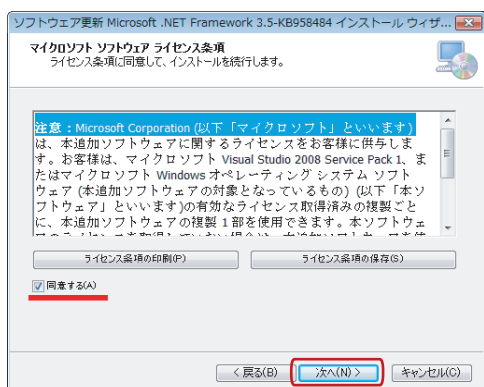 ソフトウェア更新 Microsoft .NET Framework 3.5-KB958484 インストール ウィザ...
マイクロソフト ソフトウェア ライセンス条項
ライセンス条項に同意して、インストールを続行します。
注意：Microsoft Corporation (以下「マイクロソフト」といいます)
は、本追加ソフトウェアに関するライセンスをお客様に供与しま
す。お客様は、マイクロソフト Visual Studio 2008 Service Pack 1、ま
たはマイクロソフト Windows オペレーティング システム ソフト
ウェア (本追加ソフトウェアの対象となっているもの) (以下「本ソ
フトウェア」といいます)の有効なライセンス取得済みの複製ごと
に、本追加ソフトウェアの複製 1 部を使用できます。本ソフトウェ
ライセンス条項の印刷(P)
ライセンス条項の保存(S)
同意する(A)
< 戻る(B)
次へ(N) >
キャンセル(C)